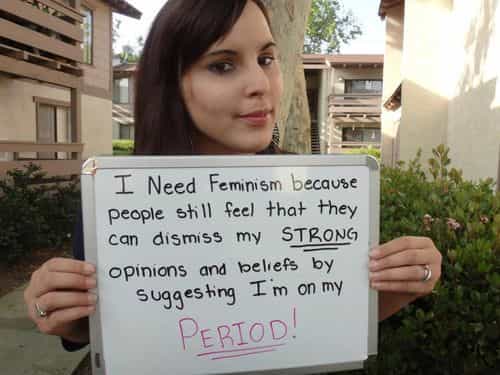 I Need Feminism because
people still feel that they
can dismiss my STRONG
opinions and beliefs by
suggesting I'm on my
PERIOD!